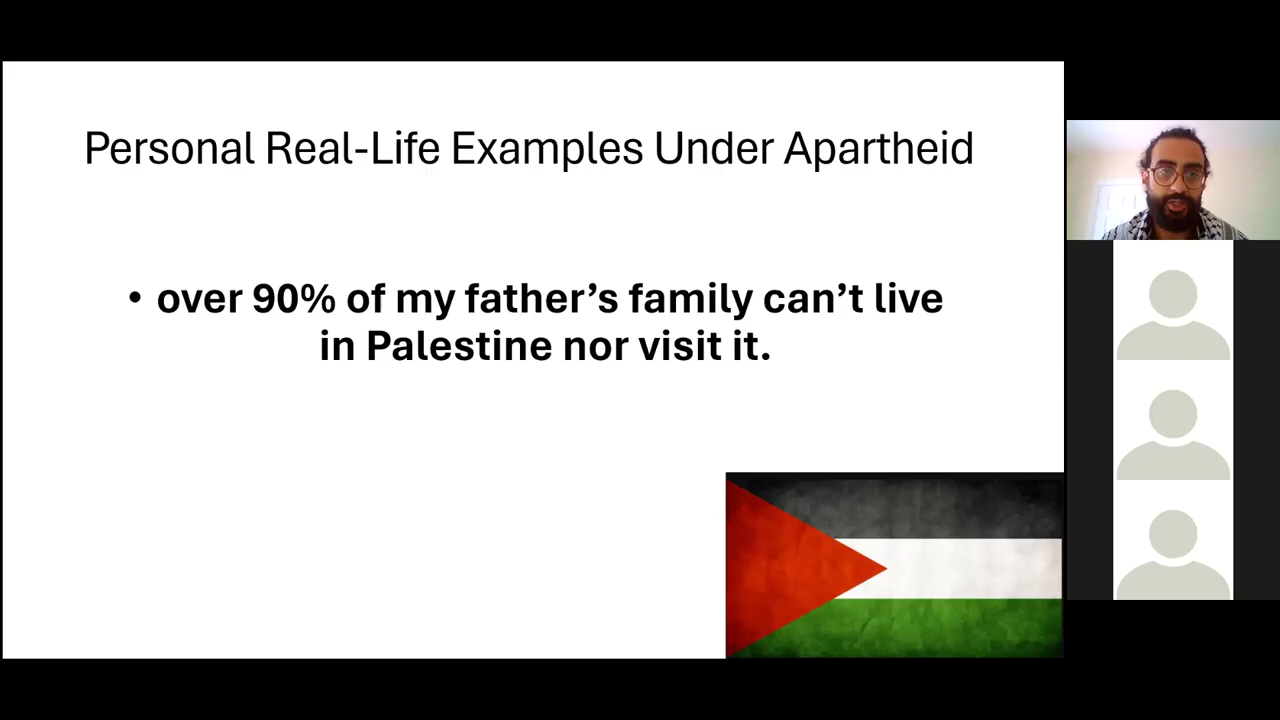 Personal Real-Life Examples Under Apartheid
• over 90% of my father’s family can’t live
in Palestine nor visit it.